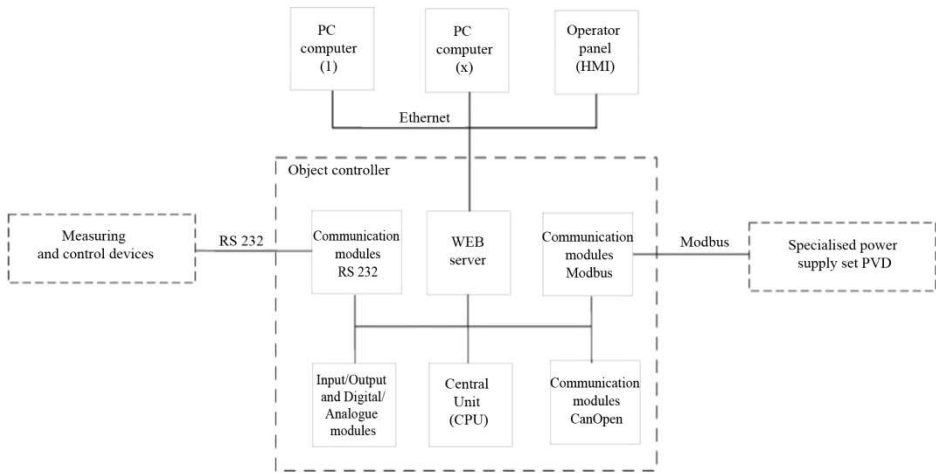 PC
computer
(1)
PC
computer
(x)
Operator
panel
(HMI)
Ethernet
Object controller
Measuring
and control devices
RS 232
Communication
modules
RS 232
WEB
server
Communication
modules
Modbus
Modbus
Specialised power
supply set PVD
Input/Output
and Digital/
Analogue
modules
Central
Unit
(CPU)
Communication
modules
CanOpen